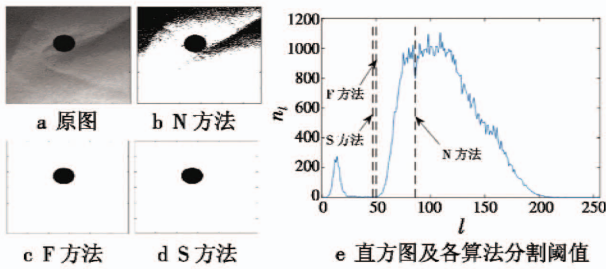 a 原图
b N 方法
c F 方法
d S 方法
n_l
1200
1000
800
600
400
200
0
F 方法
S 方法
N 方法
0
50
100
150
200
250
l
e 直方图及各算法分割阈值